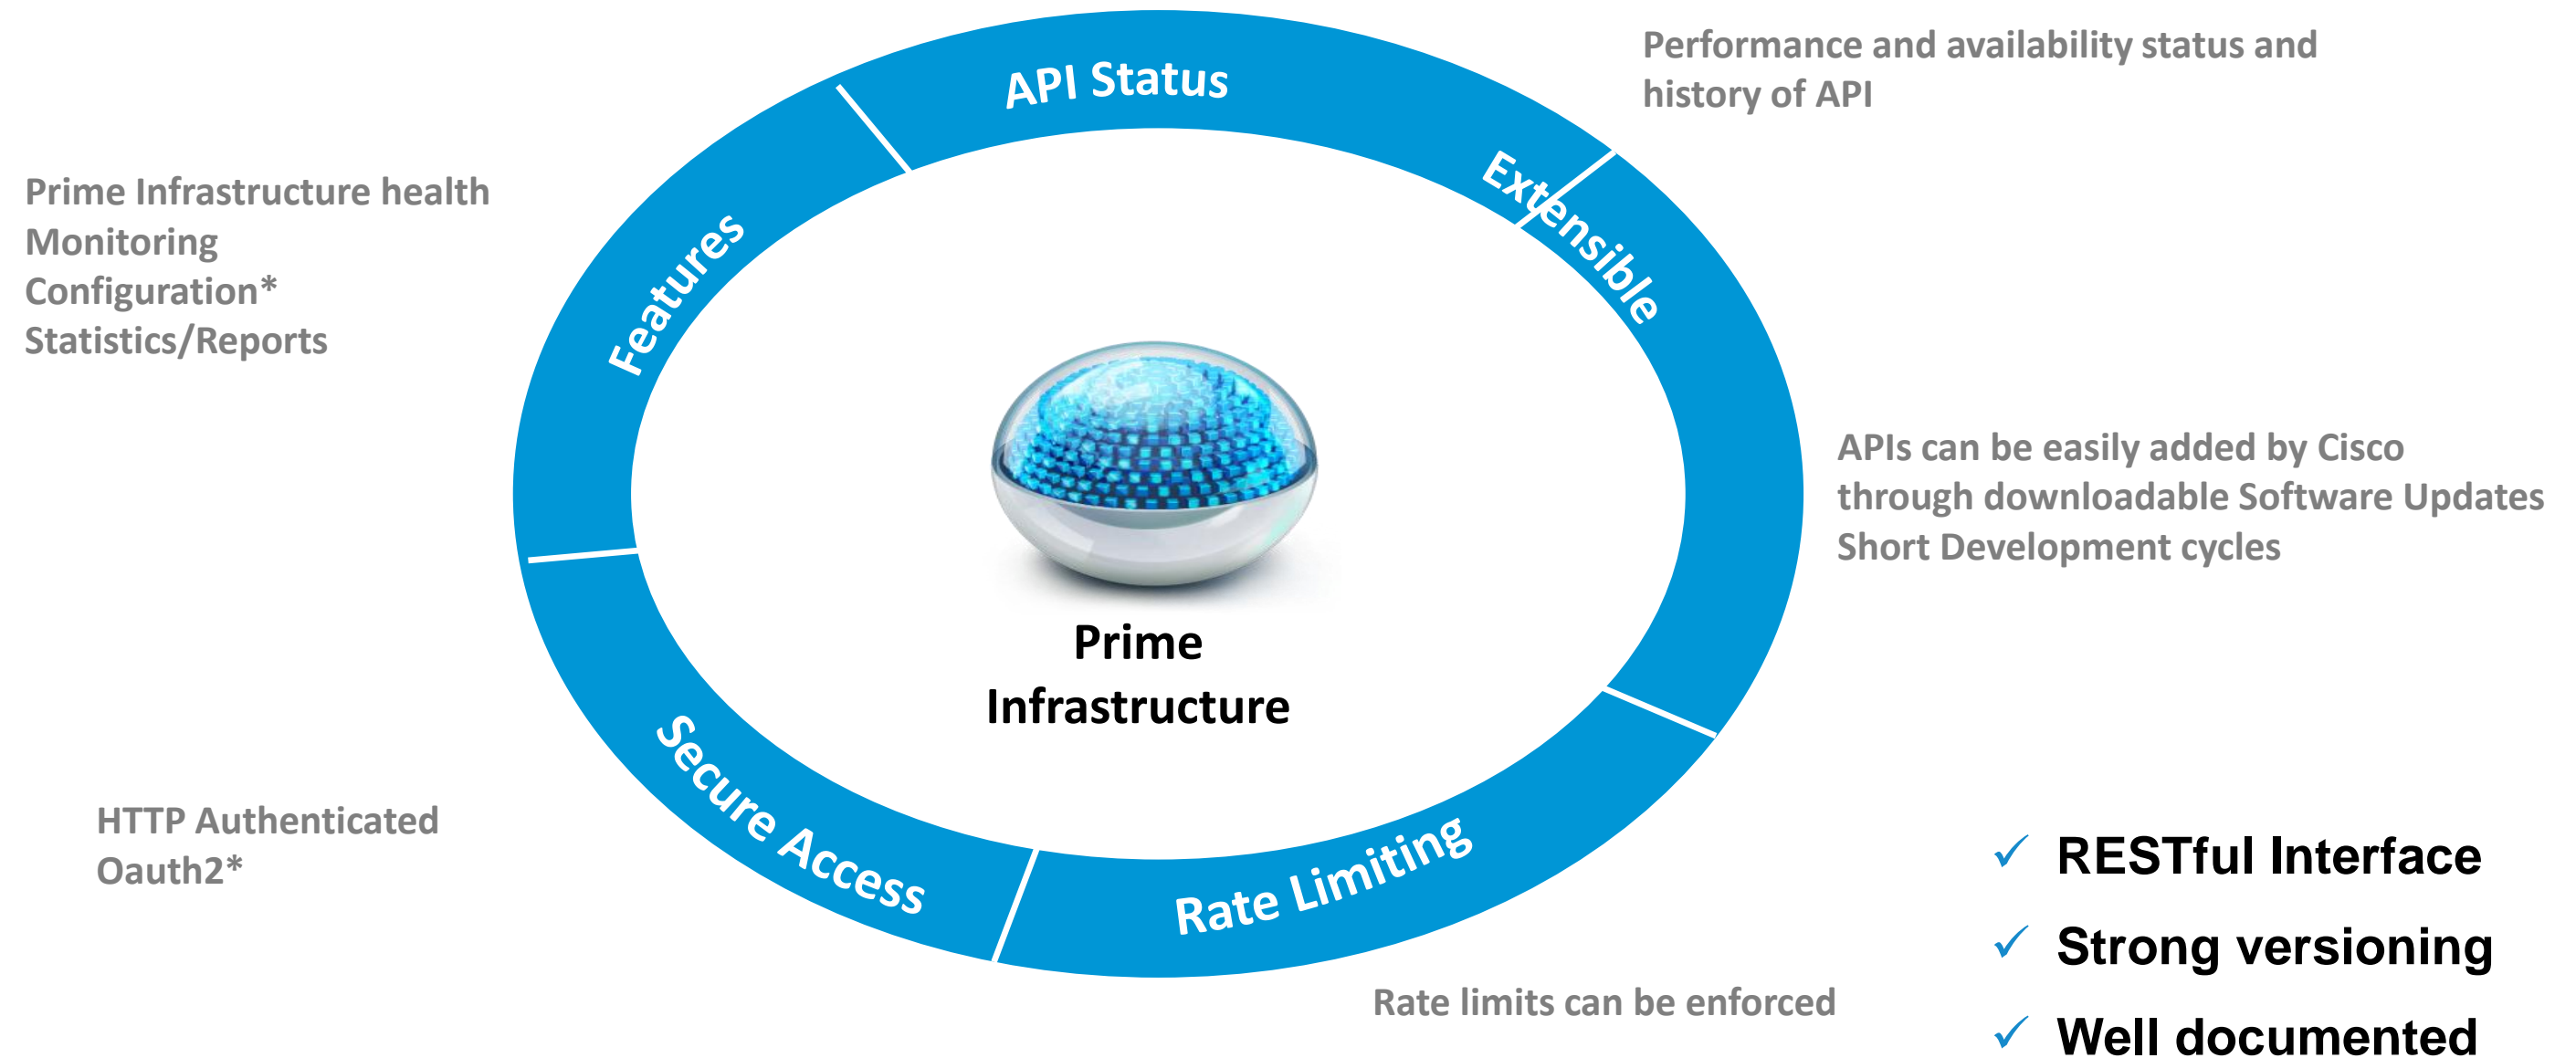 API Status
Performance and availability status and
history of API
Extensible
Prime Infrastructure health
Monitoring
Configuration*
Statistics/Reports
Features
APIs can be easily added by Cisco
through downloadable Software Updates
Short Development cycles
Prime
Infrastructure
Secure Access
HTTP Authenticated
Oauth2*
Rate Limiting
Rate limits can be enforced
✓ RESTful Interface
✓ Strong versioning
✓ Well documented